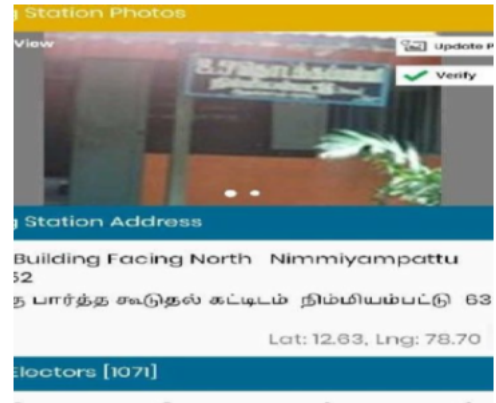 g Station Photos
View
Update P
Verify
g Station Address
Building Facing North Nimmiyampattu
52
கு பார்த்த கூடுதல் கட்டிடம் நிம்மியம்பட்டு 63
Lat: 12.63, Lng: 78.70
Electors [1071]